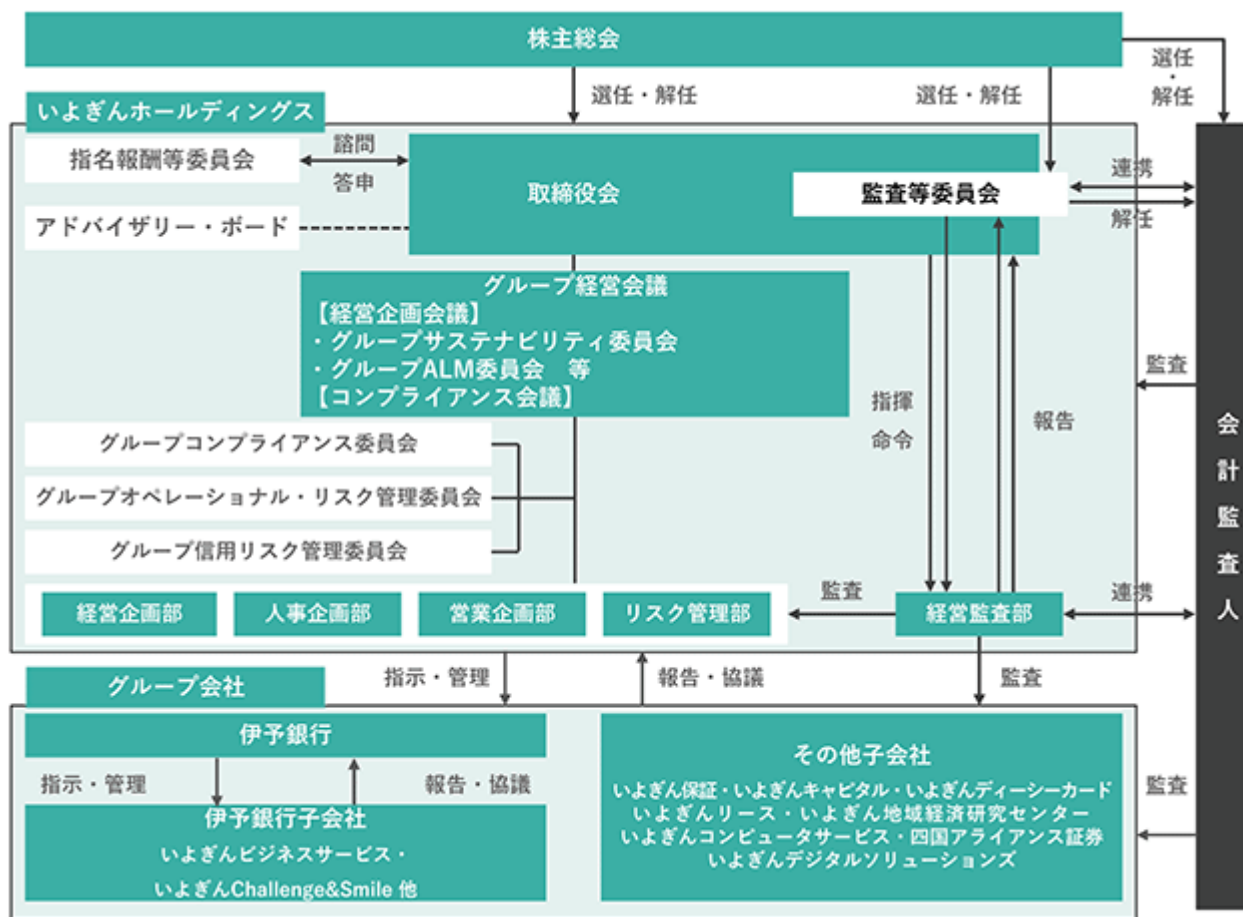 株主総会
選任・解任
選任・解任
選任
・
解任
いよぎんホールディングス
指名報酬等委員会
諮問
答申
取締役会
監査等委員会
連携
解任
アドバイザリー・ボード
グループ経営会議
【経営企画会議】
・グループサステナビリティ委員会
・グループALM委員会　等
【コンプライアンス会議】
指揮
命令
報告
監査
会計監査人
グループコンプライアンス委員会
グループオペレーショナル・リスク管理委員会
グループ信用リスク管理委員会
経営企画部
人事企画部
営業企画部
リスク管理部
監査
経営監査部
連携
指示・管理
報告・協議
監査
グループ会社
伊予銀行
指示・管理
報告・協議
伊予銀行子会社
いよぎんビジネスサービス・
いよぎんChallenge&Smile 他
その他子会社
いよぎん保証・いよぎんキャピタル・いよぎんディーシーカード
いよぎんリース・いよぎん地域経済研究センター
いよぎんコンピュータサービス・四国アライアンス証券
いよぎんデジタルソリューションズ
監査